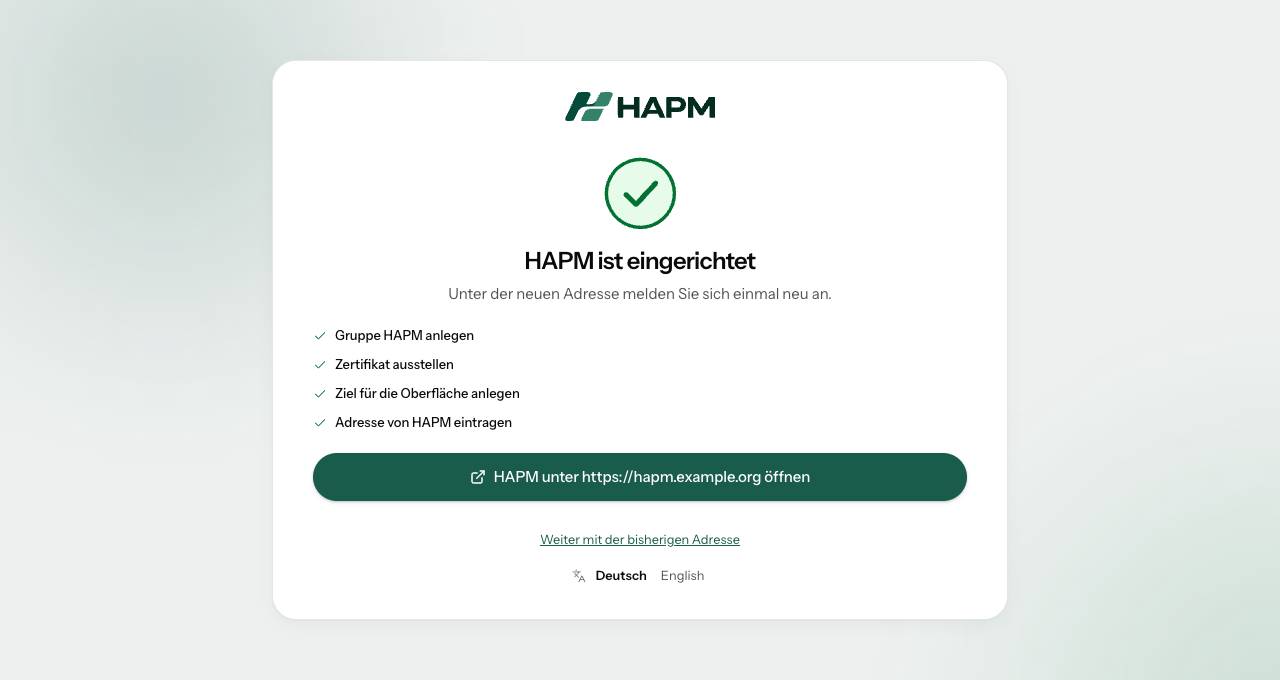 HAPM
HAPM ist eingerichtet
Unter der neuen Adresse melden Sie sich einmal neu an.
Gruppe HAPM anlegen
Zertifikat ausstellen
Ziel für die Oberfläche anlegen
Adresse von HAPM eintragen
HAPM unter https://hapm.example.org öffnen
Weiter mit der bisherigen Adresse
Deutsch English